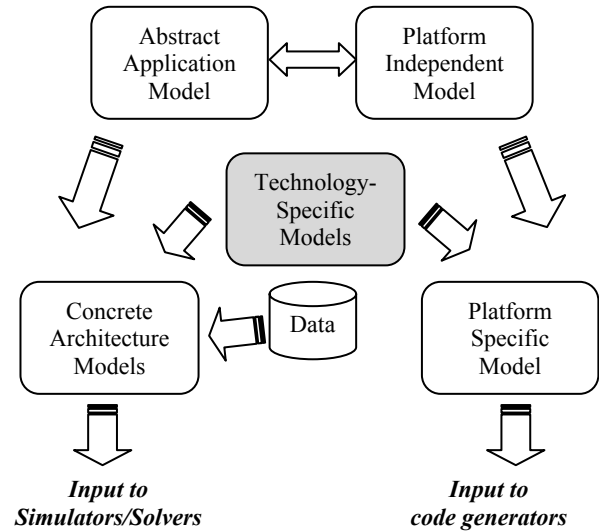 Abstract
Application
Model
Platform
Independent
Model
Technology-
Specific
Models
Concrete
Architecture
Models
Data
Platform
Specific
Model
Input to
Simulators/Solvers
Input to
code generators